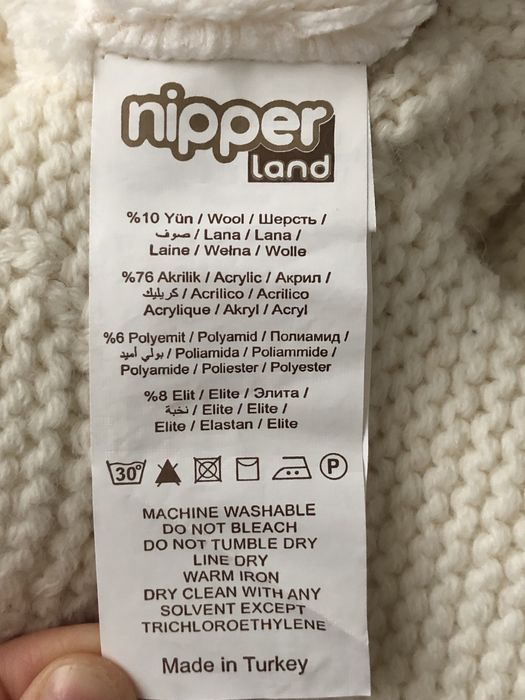 nipper
land
%10 Yün / Wool / Шерсть /
صوف / Lana / Lana /
Laine / Wełna / Wolle
%76 Akrilik / Acrylic / Акрил /
كريليك / Acrilico / Acrilico
Acrylique / Akryl / Acryl
%6 Polyemit / Polyamid / Полиамид /
بولي أميد / Poliamida / Poliammide /
Polyamide / Poliester / Polyester
%8 Elit / Elite / Элита /
نخبة / Elite / Elite /
Elite / Elastan / Elite
30° P
MACHINE WASHABLE
DO NOT BLEACH
DO NOT TUMBLE DRY
LINE DRY
WARM IRON
DRY CLEAN WITH ANY
SOLVENT EXCEPT
TRICHLOROETHYLENE
Made in Turkey